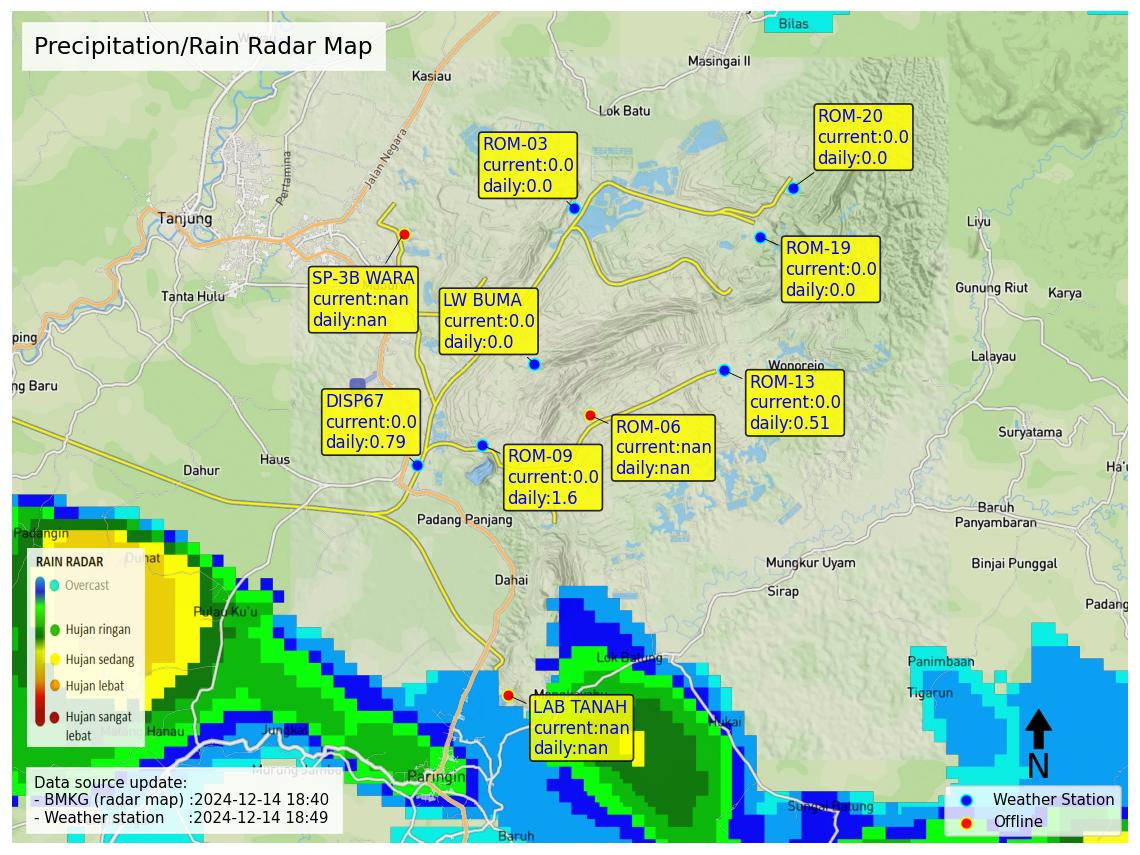 Bilas
Precipitation/Rain Radar Map
Masingai II
Kasiau
Lok Batu
ROM-20
current:0.0
daily:0.0
ROM-03
current:0.0
daily:0.0
Jalan Negara
Pertamina
Tanjung
Liyu
ROM-19
current:0.0
daily:0.0
SP-3B WARA
current:nan
daily:nan
Tanta Hulu
LW BUMA
current:0.0
daily:0.0
Gunung Riut
Karya
ping
Lalayau
Wonorejo
ng Baru
ROM-13
current:0.0
daily:0.51
DISP67
current:0.0
daily:0.79
ROM-06
current:nan
daily:nan
Suryatama
ROM-09
current:0.0
daily:1.6
Haus
Dahur
Ha'u
Baruh
Panyambaran
Padang Panjang
Padangin
Duhat
RAIN RADAR
Overcast
Hujan ringan
Hujan sedang
Hujan lebat
Hujan sangat
lebat
Mungkur Uyam
Binjai Punggal
Dahai
Sirap
Padang
Pulau Ku'u
Lok Batung
Panimbaan
Tigarun
LAB TANAH
current:nan
daily:nan
Hukai
Hanau
Jungkal
Murung Jambu
Paringin
N
Data source update:
- BMKG (radar map) :2024-12-14 18:40
- Weather station :2024-12-14 18:49
Weather Station
Offline
Sungai Batung
Baruh